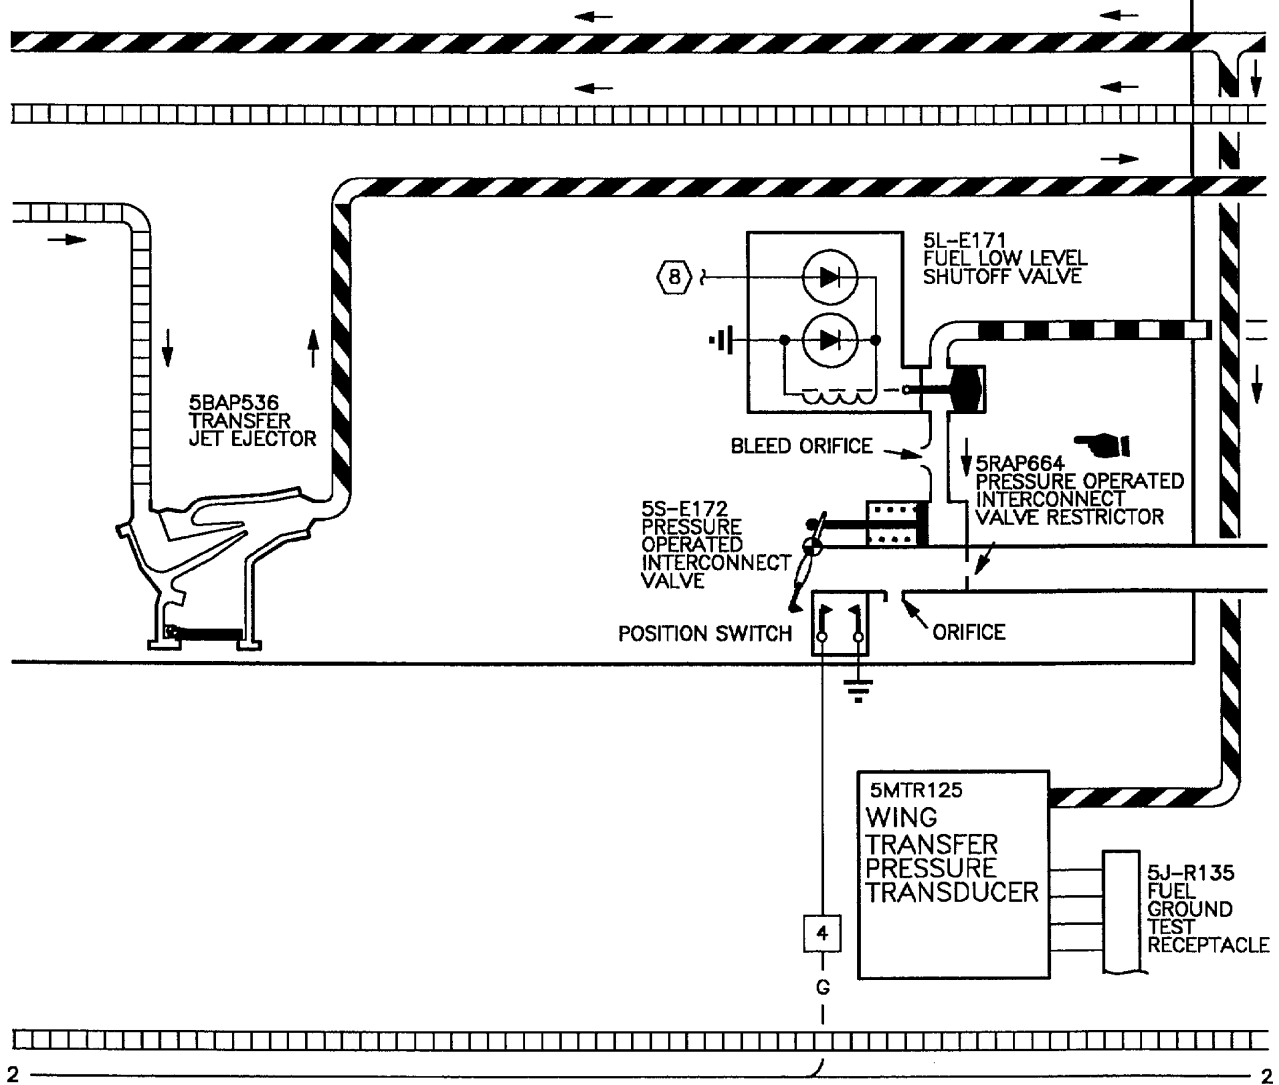 5L-E171
FUEL LOW LEVEL
SHUTOFF VALVE
8
5BAP536
TRANSFER
JET EJECTOR
BLEED ORIFICE
5RAP664
PRESSURE OPERATED
INTERCONNECT
VALVE RESTRICTOR
5S-E172
PRESSURE
OPERATED
INTERCONNECT
VALVE
POSITION SWITCH
ORIFICE
5MTR125
WING
TRANSFER
PRESSURE
TRANSDUCER
5J-R135
FUEL
GROUND
TEST
RECEPTACLE
4
G
2
2